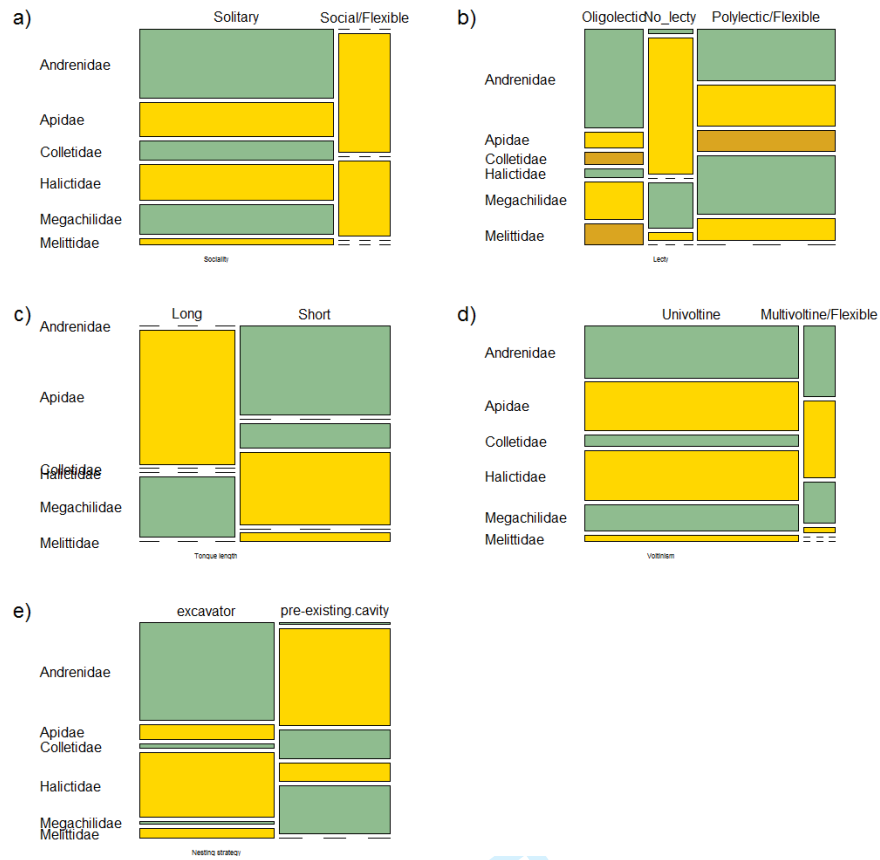 a)
Solitary Social/Flexible
Andrenidae
Apidae
Colletidae
Halictidae
Megachilidae
Melittidae
Sociality
b)
Oligolectic No_lecty Polylectic/Flexible
Andrenidae
Apidae
Colletidae
Halictidae
Megachilidae
Melittidae
Lecty
c)
Long Short
Andrenidae
Apidae
Colletidae
Halictidae
Megachilidae
Melittidae
Tongue length
d)
Univoltine Multivoltine/Flexible
Andrenidae
Apidae
Colletidae
Halictidae
Megachilidae
Melittidae
Voltinism
e)
excavator pre-existing.cavity
Andrenidae
Apidae
Colletidae
Halictidae
Megachilidae
Melittidae
Nesting strategy